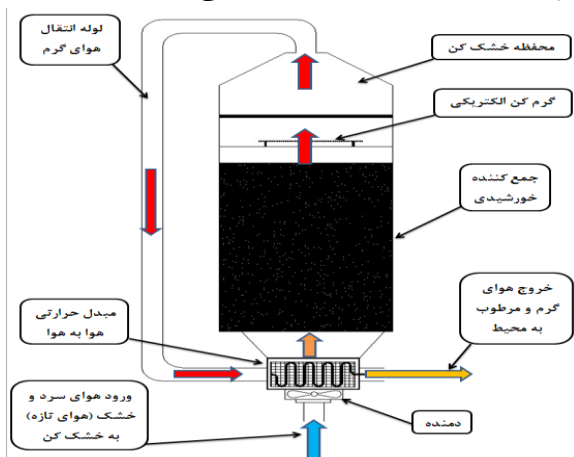 لوله انتقال
هوای گرم
محفظه خشک کن
گرم کن الکتریکی
جمع کننده
خورشیدی
خروج هوای
گرم و مرطوب
به محیط
مبدل حرارتی
هوا به هوا
ورود هوای سرد و
خشک (هوای تازه)
به خشک کن
دمنده